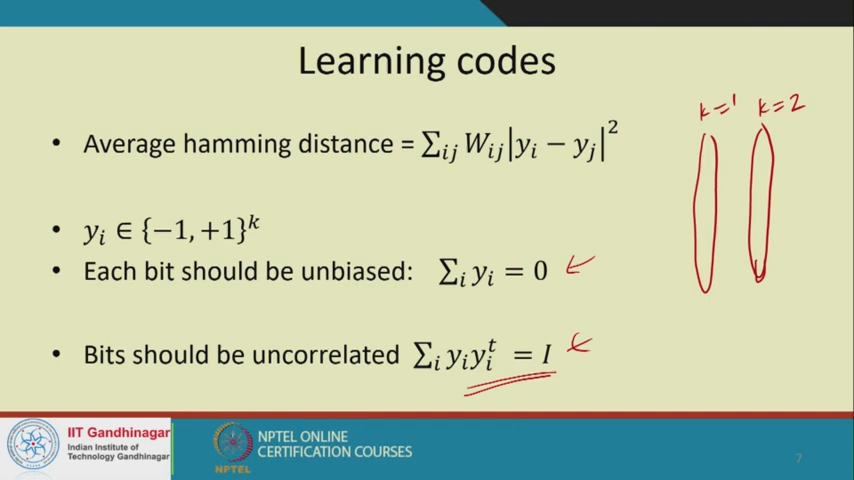 Learning codes
k=1 k=2
• Average hamming distance = ∑ᵢⱼ Wᵢⱼ|yᵢ − yⱼ|²
• yᵢ ∈ {−1, +1}ᵏ
• Each bit should be unbiased: ∑ᵢ yᵢ = 0
• Bits should be uncorrelated ∑ᵢ yᵢyᵢᵗ = I
IIT Gandhinagar
Indian Institute of
Technology Gandhinagar
NPTEL
NPTEL ONLINE
CERTIFICATION COURSES
7